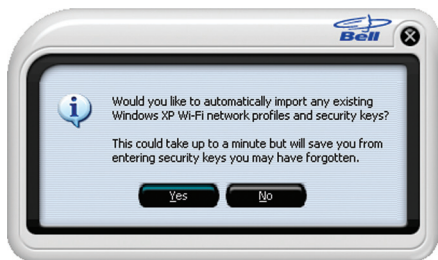 Bell
Would you like to automatically import any existing
Windows XP Wi-Fi network profiles and security keys?
This could take up to a minute but will save you from
entering security keys you may have forgotten.
Yes
No